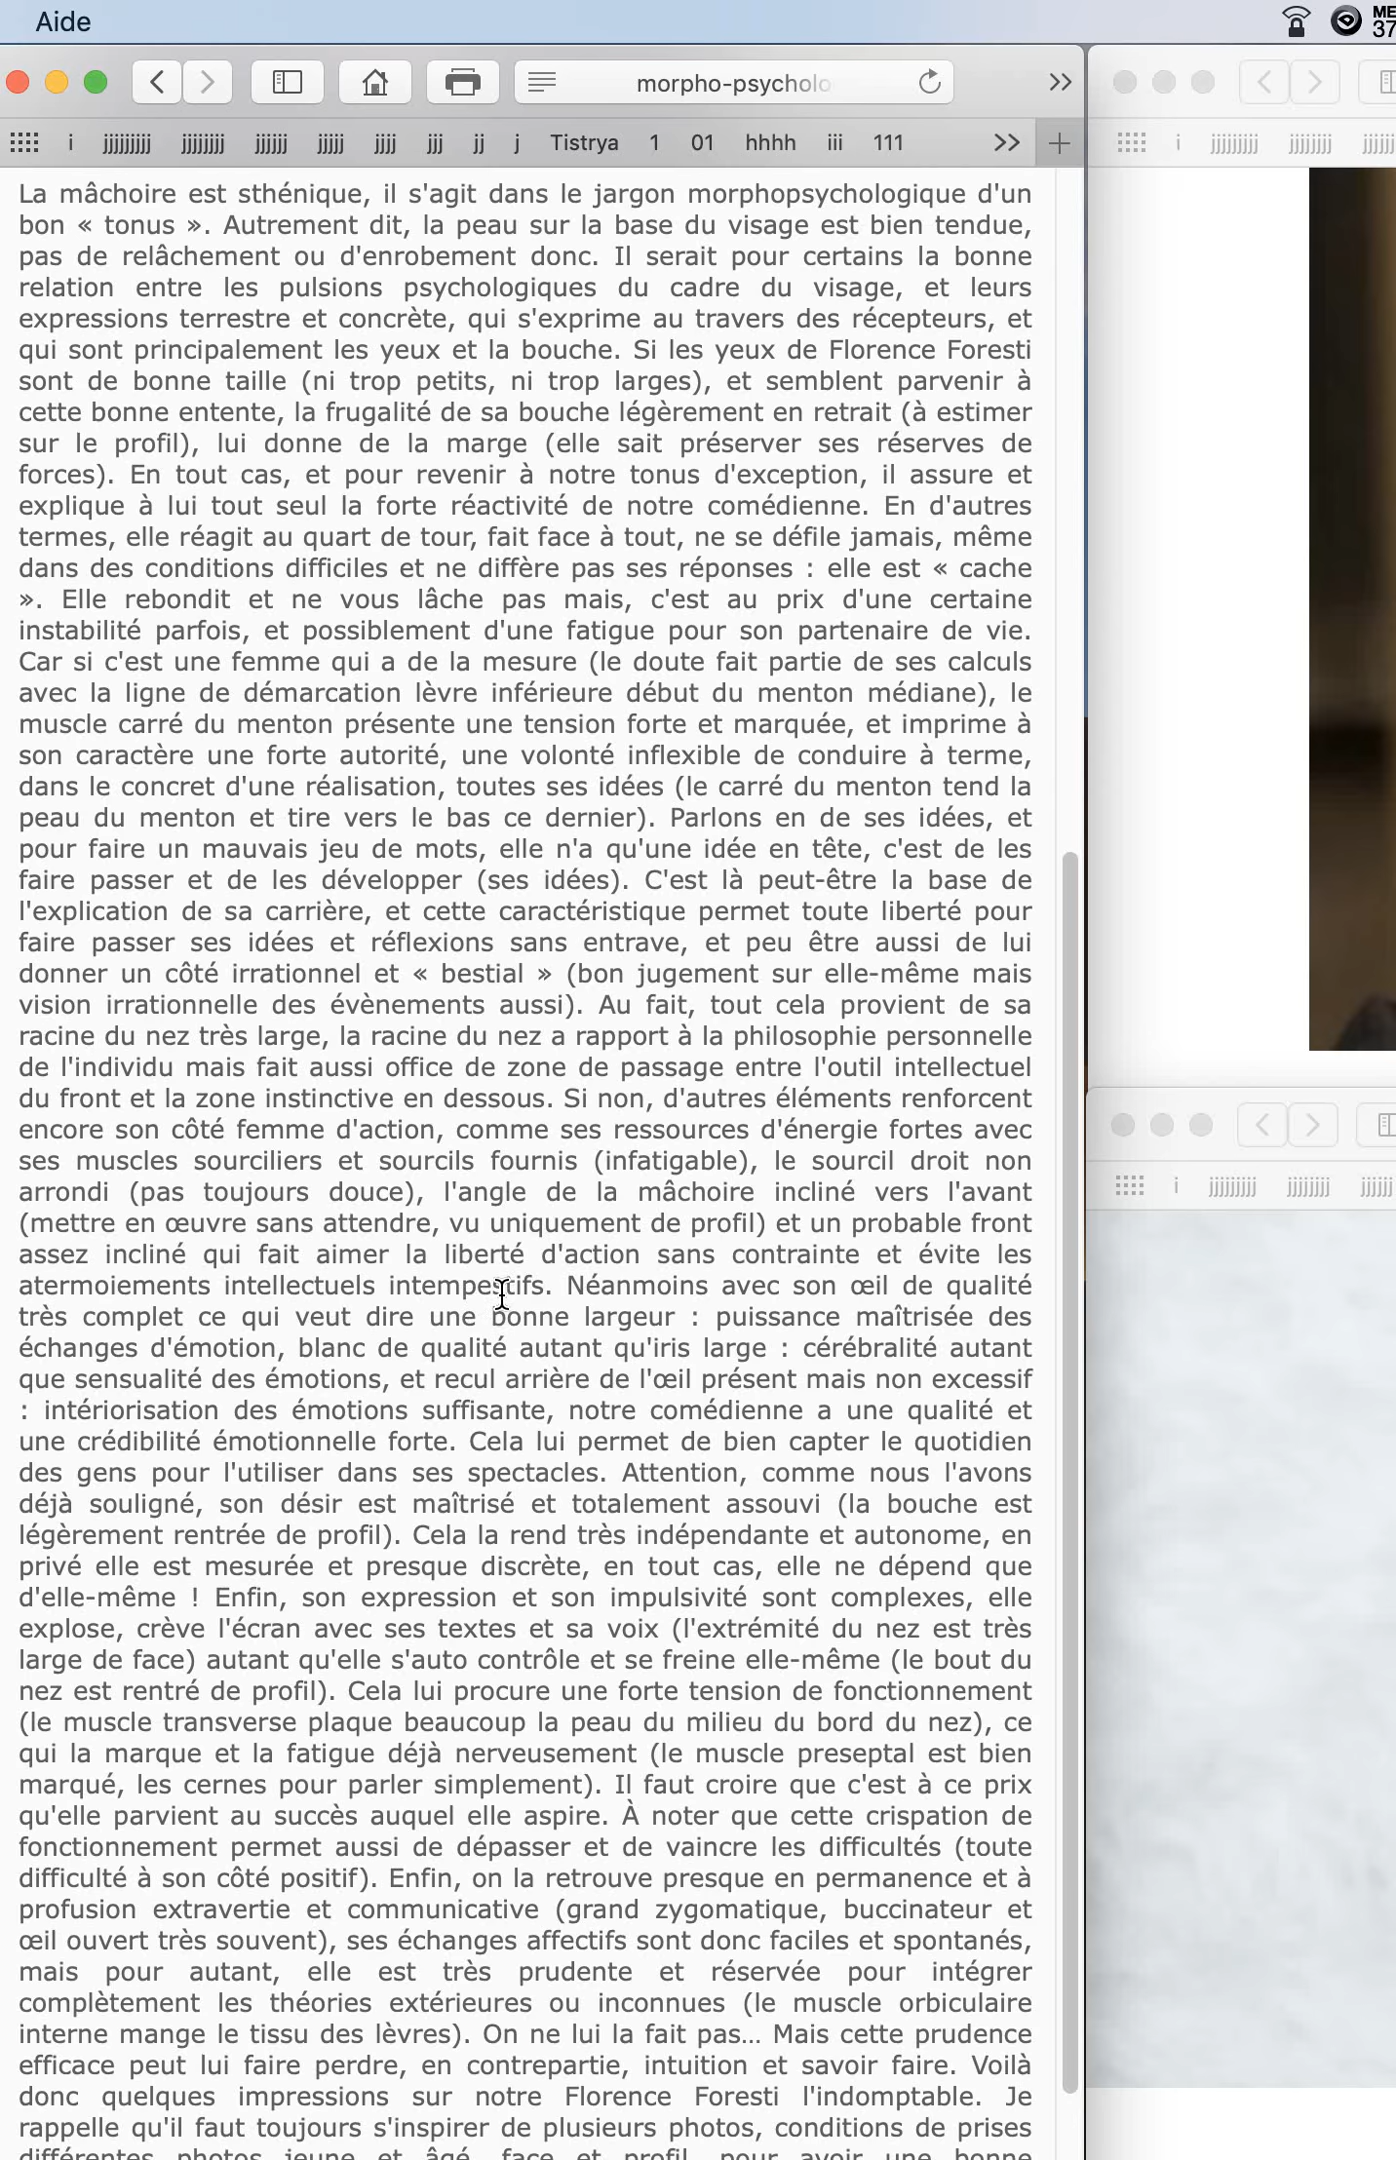 Aide
ME
37
morpho-psycholo
i jjjjjjjjj jjjjjjjj jjjjjj jjjjj jjjj jjj jj j Tistrya 1 01 hhhh iii 111
i jjjjjjjjj jjjjjjjj
La mâchoire est sthénique, il s'agit dans le jargon morphopsychologique d'un
bon « tonus ». Autrement dit, la peau sur la base du visage est bien tendue,
pas de relâchement ou d'enrobement donc. Il serait pour certains la bonne
relation entre les pulsions psychologiques du cadre du visage, et leurs
expressions terrestre et concrète, qui s'exprime au travers des récepteurs, et
qui sont principalement les yeux et la bouche. Si les yeux de Florence Foresti
sont de bonne taille (ni trop petits, ni trop larges), et semblent parvenir à
cette bonne entente, la frugalité de sa bouche légèrement en retrait (à estimer
sur le profil), lui donne de la marge (elle sait préserver ses réserves de
forces). En tout cas, et pour revenir à notre tonus d'exception, il assure et
explique à lui tout seul la forte réactivité de notre comédienne. En d'autres
termes, elle réagit au quart de tour, fait face à tout, ne se défile jamais, même
dans des conditions difficiles et ne diffère pas ses réponses : elle est « cache
». Elle rebondit et ne vous lâche pas mais, c'est au prix d'une certaine
instabilité parfois, et possiblement d'une fatigue pour son partenaire de vie.
Car si c'est une femme qui a de la mesure (le doute fait partie de ses calculs
avec la ligne de démarcation lèvre inférieure début du menton médiane), le
muscle carré du menton présente une tension forte et marquée, et imprime à
son caractère une forte autorité, une volonté inflexible de conduire à terme,
dans le concret d'une réalisation, toutes ses idées (le carré du menton tend la
peau du menton et tire vers le bas ce dernier). Parlons en de ses idées, et
pour faire un mauvais jeu de mots, elle n'a qu'une idée en tête, c'est de les
faire passer et de les développer (ses idées). C'est là peut-être la base de
l'explication de sa carrière, et cette caractéristique permet toute liberté pour
faire passer ses idées et réflexions sans entrave, et peu être aussi de lui
donner un côté irrationnel et « bestial » (bon jugement sur elle-même mais
vision irrationnelle des évènements aussi). Au fait, tout cela provient de sa
racine du nez très large, la racine du nez a rapport à la philosophie personnelle
de l'individu mais fait aussi office de zone de passage entre l'outil intellectuel
du front et la zone instinctive en dessous. Si non, d'autres éléments renforcent
encore son côté femme d'action, comme ses ressources d'énergie fortes avec
ses muscles sourciliers et sourcils fournis (infatigable), le sourcil droit non
arrondi (pas toujours douce), l'angle de la mâchoire incliné vers l'avant
(mettre en œuvre sans attendre, vu uniquement de profil) et un probable front
assez incliné qui fait aimer la liberté d'action sans contrainte et évite les
atermoiements intellectuels intempestifs. Néanmoins avec son œil de qualité
très complet ce qui veut dire une bonne largeur : puissance maîtrisée des
échanges d'émotion, blanc de qualité autant qu'iris large : cérébralité autant
que sensualité des émotions, et recul arrière de l'œil présent mais non excessif
: intériorisation des émotions suffisante, notre comédienne a une qualité et
une crédibilité émotionnelle forte. Cela lui permet de bien capter le quotidien
des gens pour l'utiliser dans ses spectacles. Attention, comme nous l'avons
déjà souligné, son désir est maîtrisé et totalement assouvi (la bouche est
légèrement rentrée de profil). Cela la rend très indépendante et autonome, en
privé elle est mesurée et presque discrète, en tout cas, elle ne dépend que
d'elle-même ! Enfin, son expression et son impulsivité sont complexes, elle
explose, crève l'écran avec ses textes et sa voix (l'extrémité du nez est très
large de face) autant qu'elle s'auto contrôle et se freine elle-même (le bout du
nez est rentré de profil). Cela lui procure une forte tension de fonctionnement
(le muscle transverse plaque beaucoup la peau du milieu du bord du nez), ce
qui la marque et la fatigue déjà nerveusement (le muscle preseptal est bien
marqué, les cernes pour parler simplement). Il faut croire que c'est à ce prix
qu'elle parvient au succès auquel elle aspire. À noter que cette crispation de
fonctionnement permet aussi de dépasser et de vaincre les difficultés (toute
difficulté à son côté positif). Enfin, on la retrouve presque en permanence et à
profusion extravertie et communicative (grand zygomatique, buccinateur et
œil ouvert très souvent), ses échanges affectifs sont donc faciles et spontanés,
mais pour autant, elle est très prudente et réservée pour intégrer
complètement les théories extérieures ou inconnues (le muscle orbiculaire
interne mange le tissu des lèvres). On ne lui la fait pas... Mais cette prudence
efficace peut lui faire perdre, en contrepartie, intuition et savoir faire. Voilà
donc quelques impressions sur notre Florence Foresti l'indomptable. Je
rappelle qu'il faut toujours s'inspirer de plusieurs photos, conditions de prises
différentes photos jeune et âgé, face et profil, pour avoir une bonne
i jjjjjjjjj jjjjjjjj